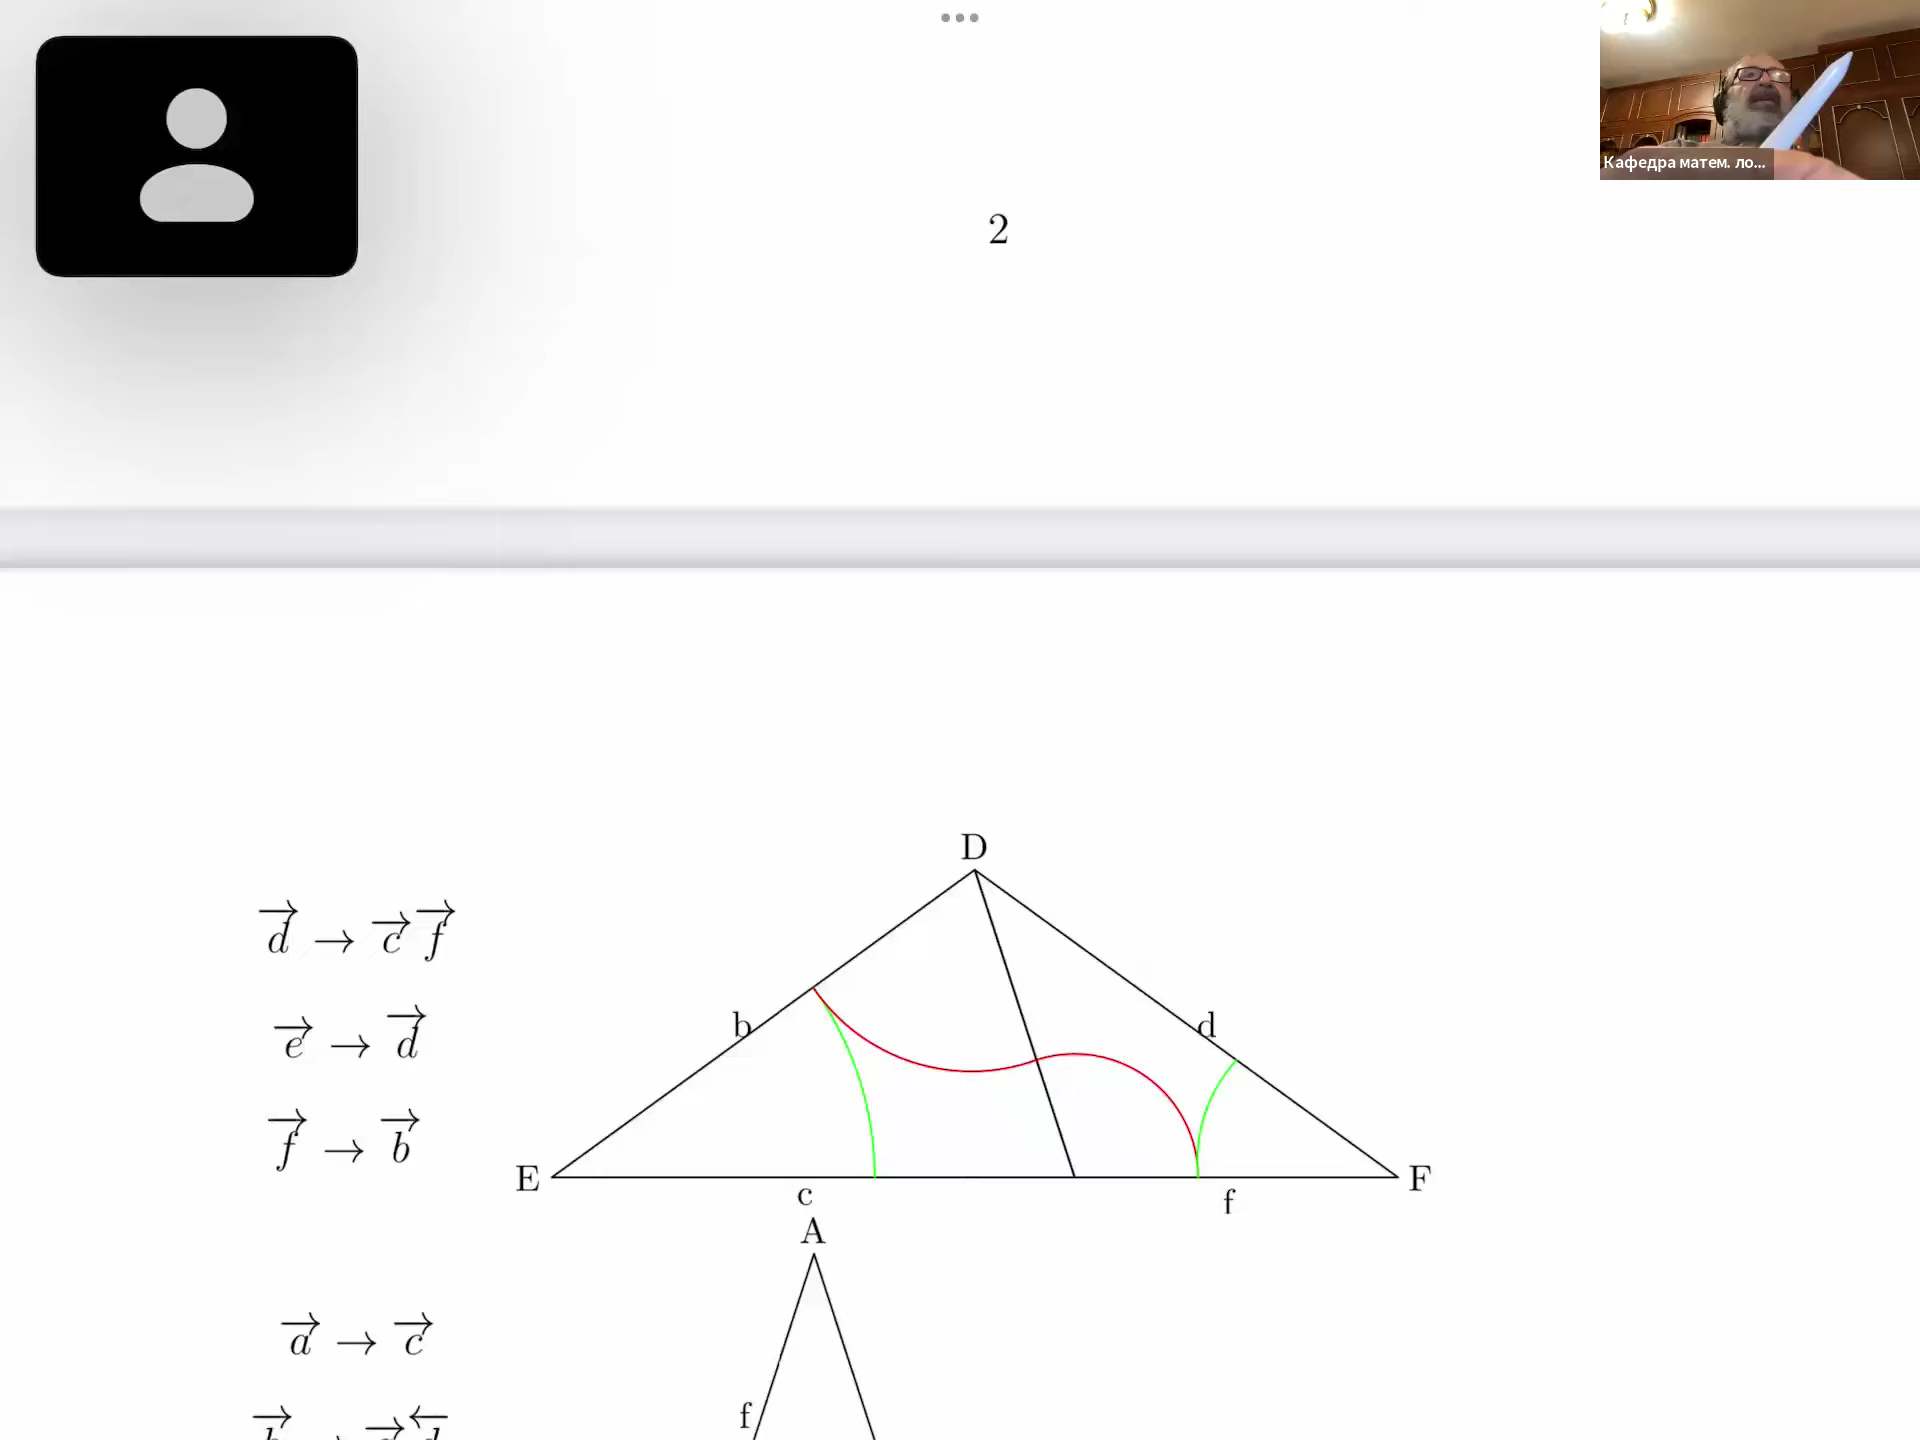 Кафедра матем. ло...
2
D
→d → →c →f
b
d
→e → →d
→f → →b
E
F
c
f
A
→a → →c
f